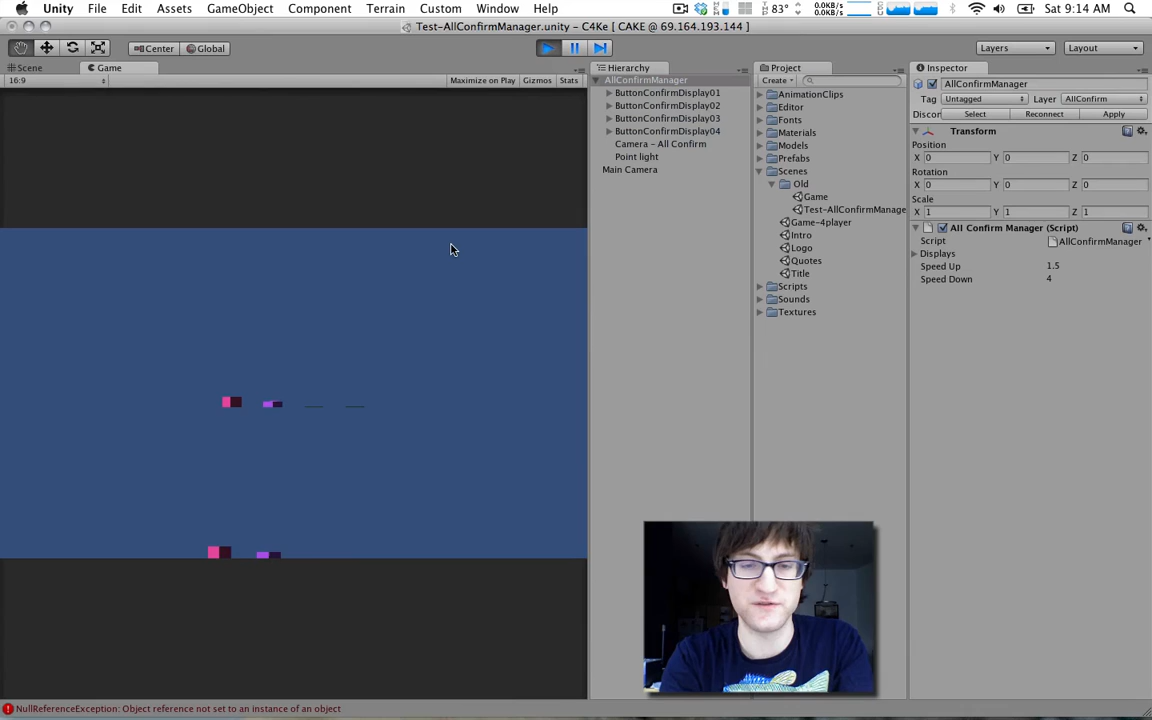 Unity File Edit Assets GameObject Component Terrain Custom Window Help 83° 0.0KB/s 0.0KB/s Sat 9:14 AM
Test-AllConfirmManager.unity - C4ke [ CAKE @ 69.164.193.144 ]
Center Global Layers Layout
Scene Game Hierarchy Project Inspector
16:9 Maximize on Play Gizmos Stats
AllConfirmManager
ButtonConfirmDisplay01
ButtonConfirmDisplay02
ButtonConfirmDisplay03
ButtonConfirmDisplay04
Camera - All Confirm
Point light
Main Camera
Create
AnimationClips
Editor
Fonts
Materials
Models
Prefabs
Scenes
Old
Game
Test-AllConfirmManage
Game-4player
Intro
Logo
Quotes
Title
Scripts
Sounds
Textures
AllConfirmManager
Tag Untagged Layer AllConfirm
Discon Select Reconnect Apply
Transform
Position
X 0 Y 0 Z 0
Rotation
X 0 Y 0 Z 0
Scale
X 1 Y 1 Z 1
All Confirm Manager (Script)
Script AllConfirmManager
Displays
Speed Up 1.5
Speed Down 4
NullReferenceException: Object reference not set to an instance of an object